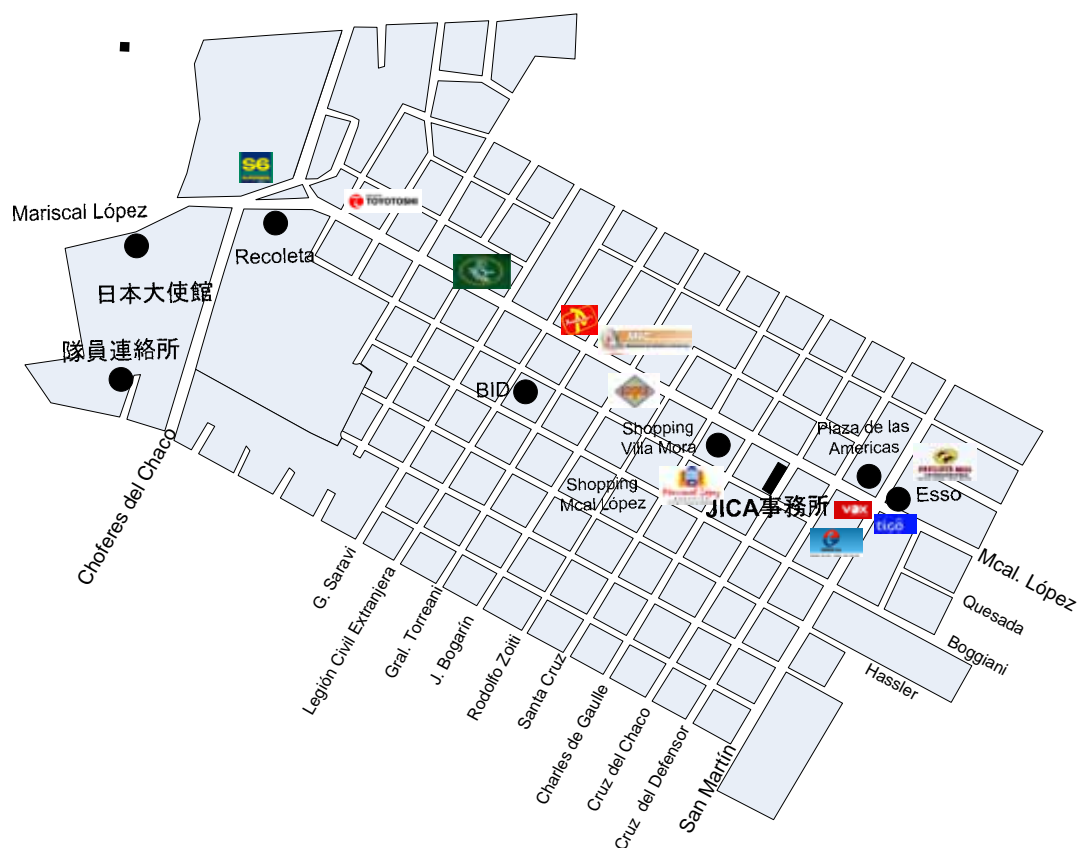 S6
TOYOTOSHI
Mariscal López
Recoleta
日本大使館
隊員連絡所
BID
Shopping
Villa Mora
Plaza de las
Americas
Shopping
Mcal López
JICA事務所
vox
Esso
tigo
Choferes del Chaco
G. Saravi
Legión Civil Extranjera
Gral. Torreani
J. Bogarín
Rodolfo Zoiti
Santa Cruz
Charles de Gaulle
Cruz del Chaco
Cruz del Defensor
San Martín
Mcal. López
Quesada
Boggiani
Hassler